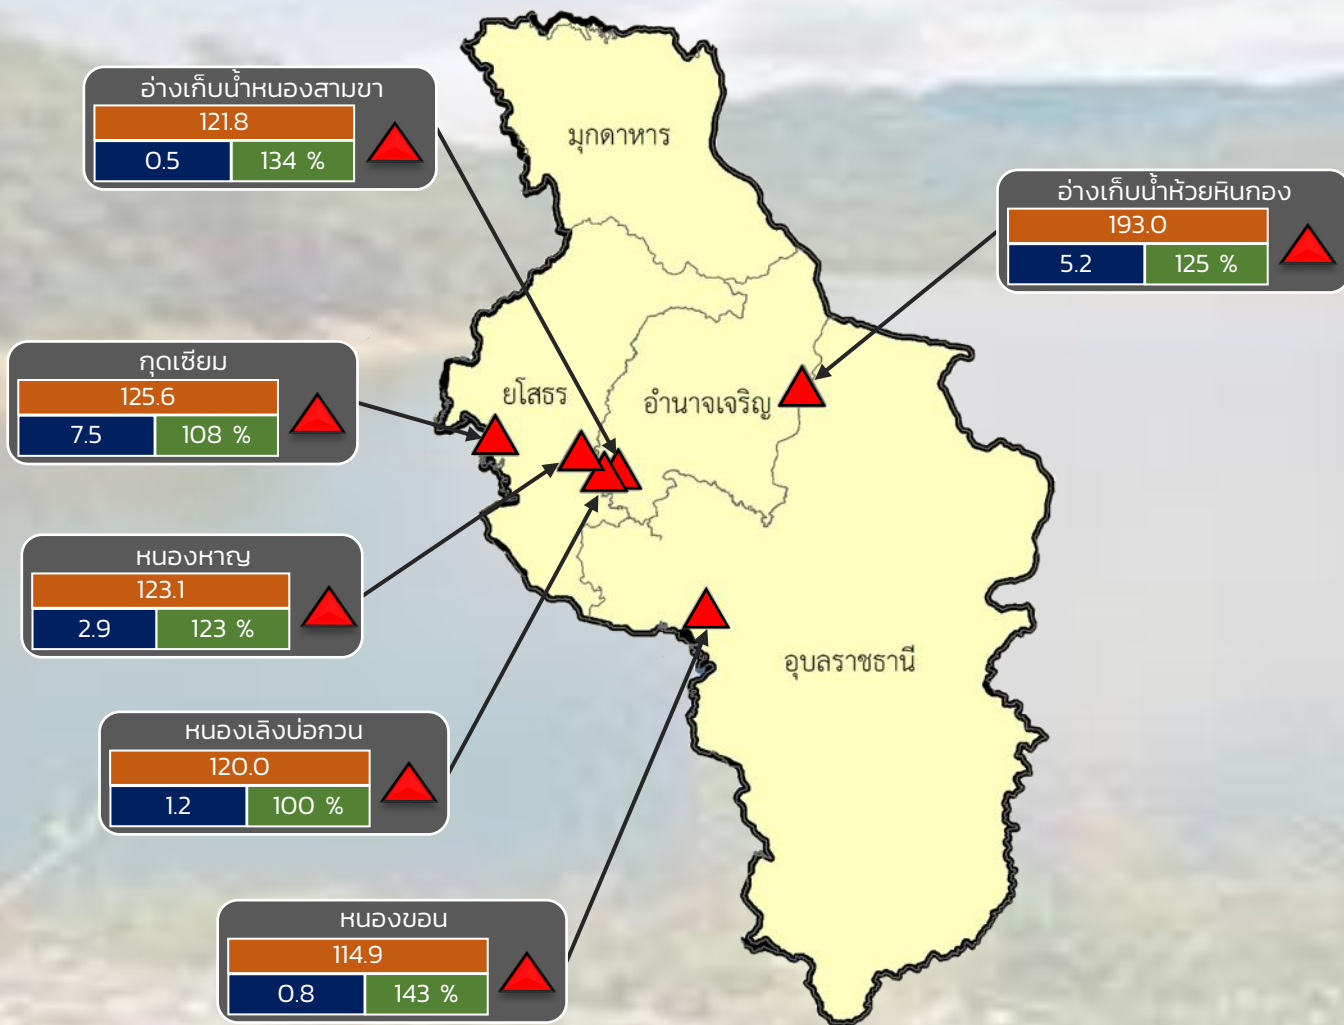 อ่างเก็บน้ำหนองสามขา
121.8
0.5 134 %
มุกดาหาร
อ่างเก็บน้ำห้วยหินกอง
193.0
5.2 125 %
กุดเซียม
125.6
7.5 108 %
ยโสธร
อำนาจเจริญ
หนองหาญ
123.1
2.9 123 %
อุบลราชธานี
หนองเลิงบ่อกวน
120.0
1.2 100 %
หนองขอน
114.9
0.8 143 %